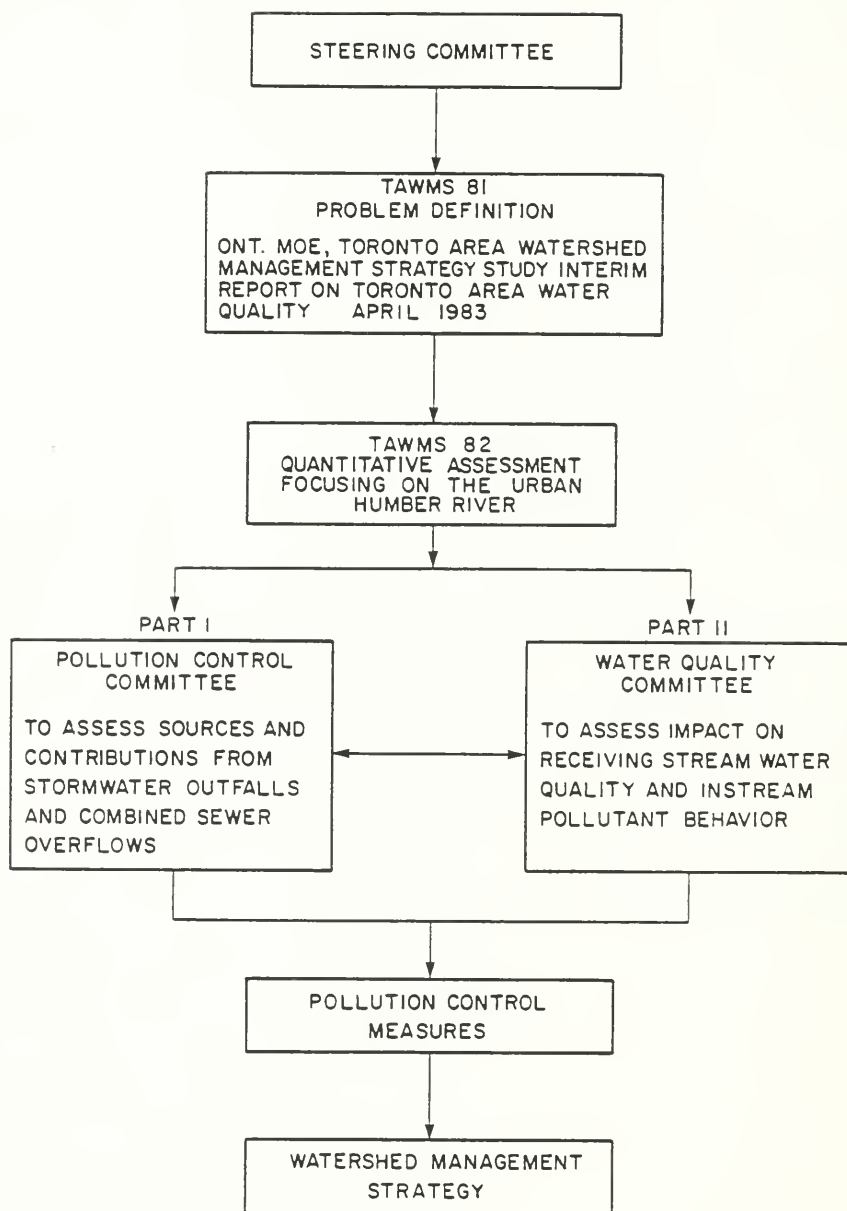 STEERING COMMITTEE
TAWMS 81
PROBLEM DEFINITION
ONT. MOE, TORONTO AREA WATERSHED
MANAGEMENT STRATEGY STUDY INTERIM
REPORT ON TORONTO AREA WATER
QUALITY APRIL 1983
TAWMS 82
QUANTITATIVE ASSESSMENT
FOCUSING ON THE URBAN
HUMBER RIVER
PART I
POLLUTION CONTROL
COMMITTEE
TO ASSESS SOURCES AND
CONTRIBUTIONS FROM
STORMWATER OUTFALLS
AND COMBINED SEWER
OVERFLOWS
PART II
WATER QUALITY
COMMITTEE
TO ASSESS IMPACT ON
RECEIVING STREAM WATER
QUALITY AND INSTREAM
POLLUTANT BEHAVIOR
POLLUTION CONTROL
MEASURES
WATERSHED MANAGEMENT
STRATEGY